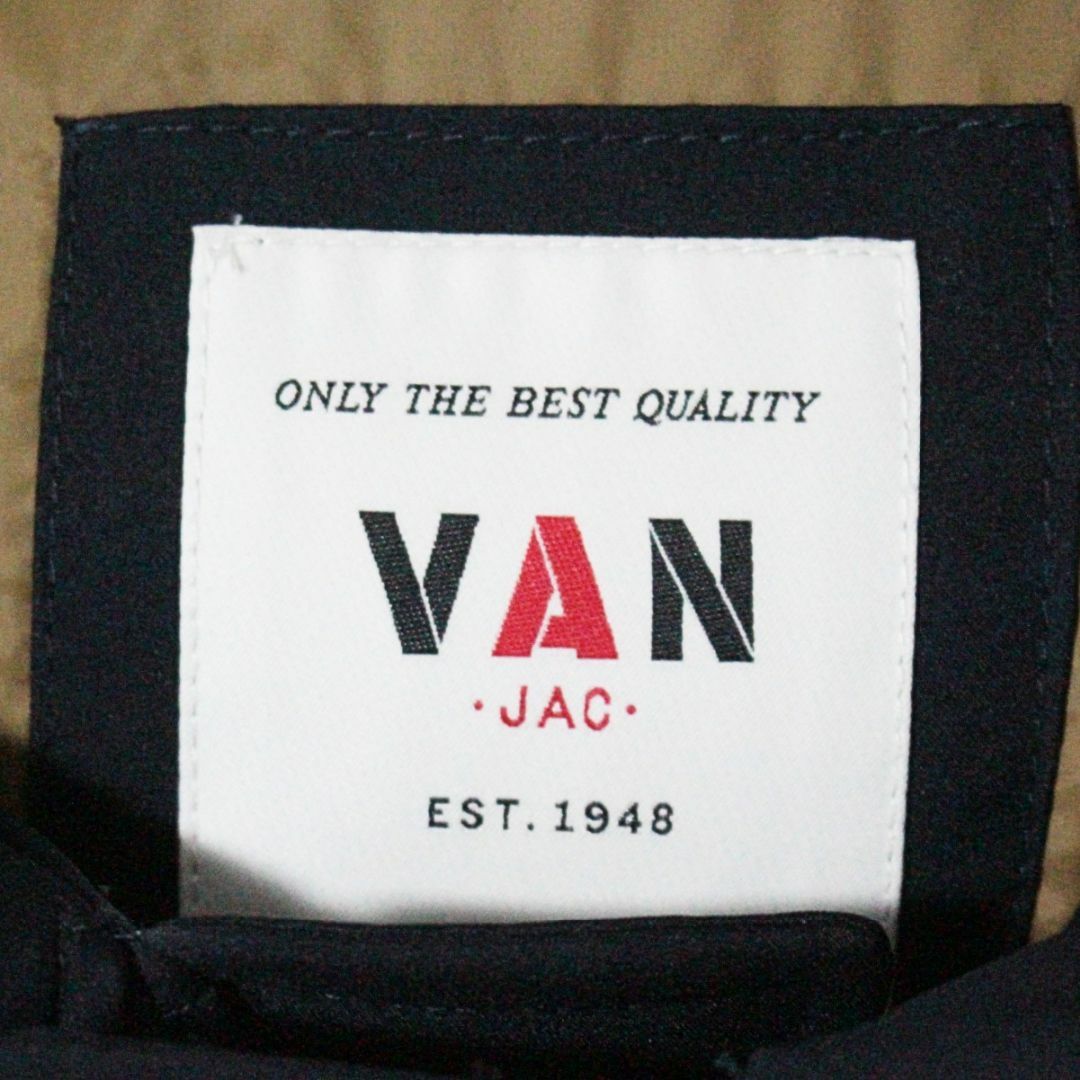 ONLY THE BEST QUALITY
VAN
·JAC·
EST. 1948